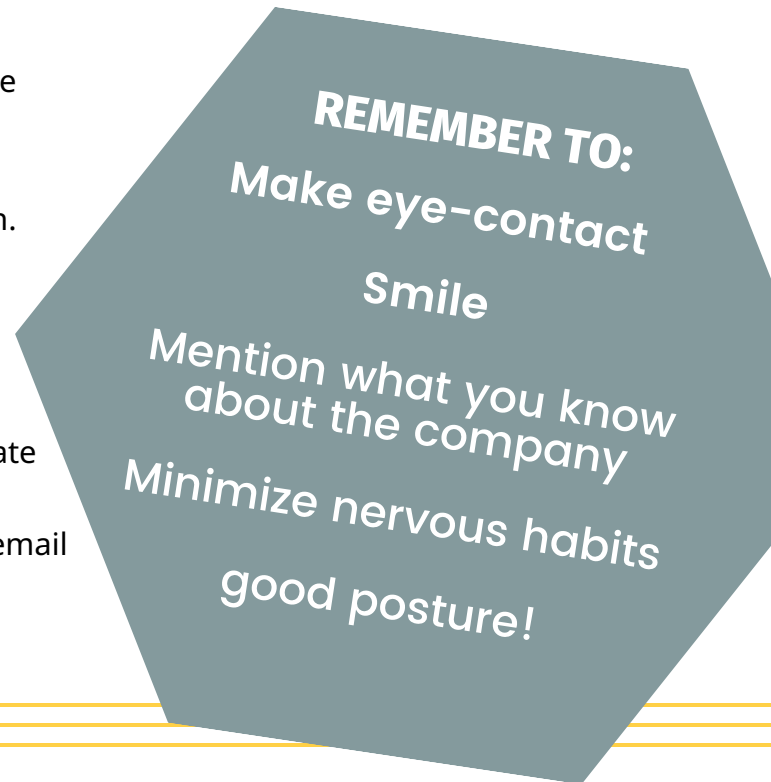 e
n.
ate
email
REMEMBER TO:
Make eye-contact
Smile
Mention what you know
about the company
Minimize nervous habits
good posture!